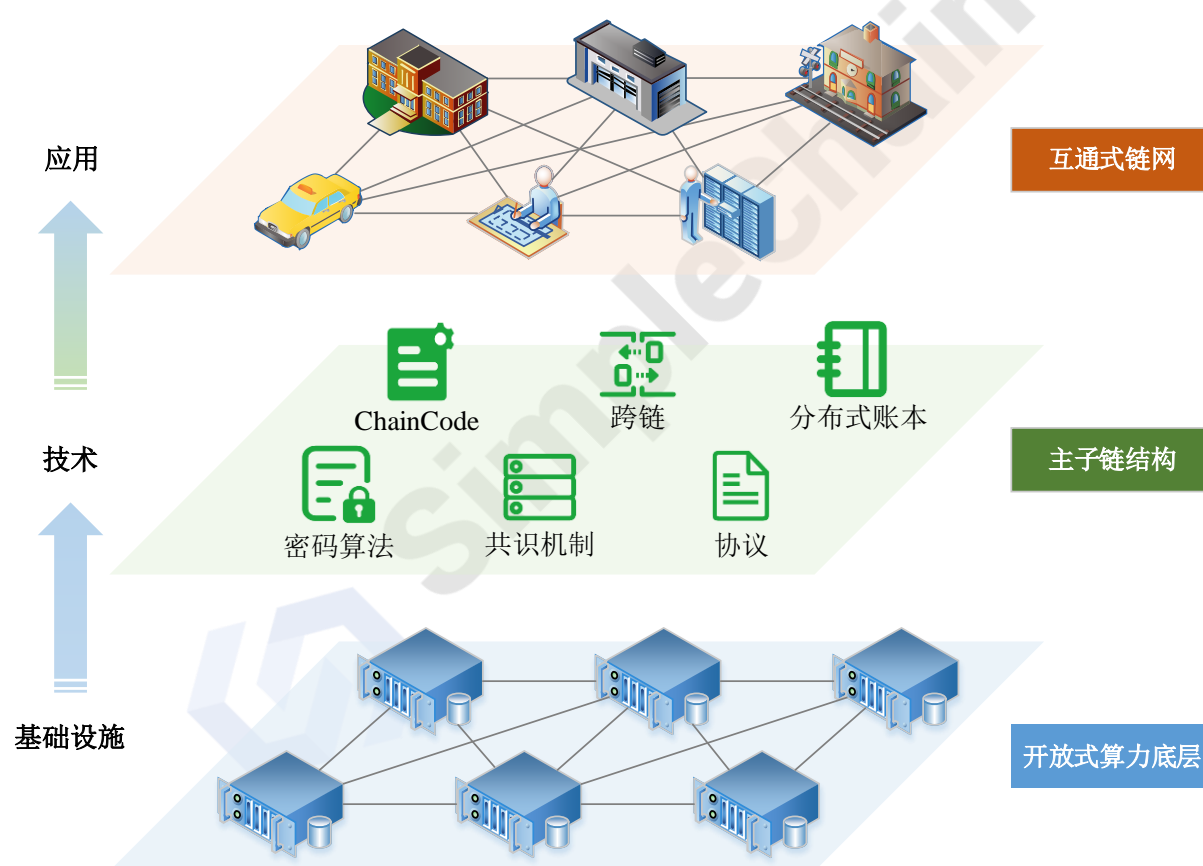 应用
互通式链网
ChainCode
跨链
分布式账本
技术
主子链结构
密码算法
共识机制
协议
基础设施
开放式算力底层
SimpleChain